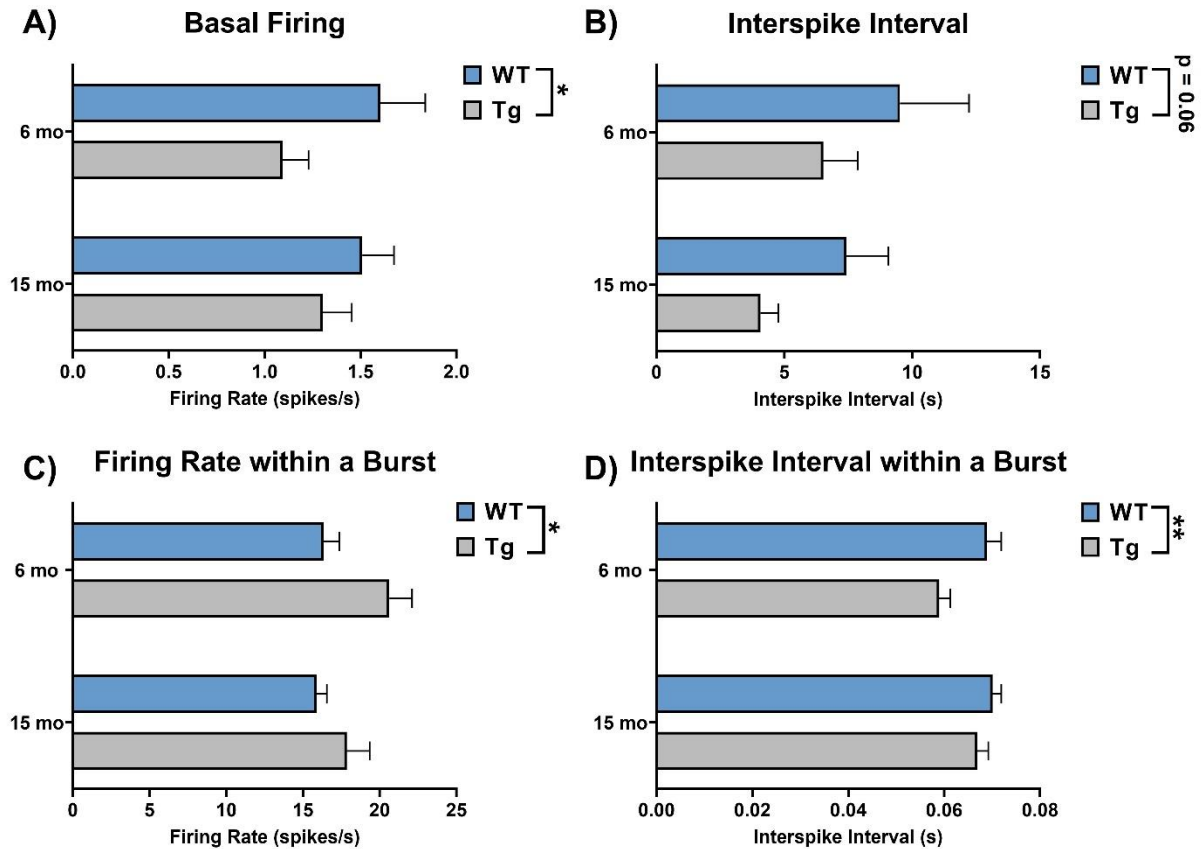 A) Basal Firing
WT
Tg
*
6 mo
15 mo
0.0 0.5 1.0 1.5 2.0
Firing Rate (spikes/s)
B) Interspike Interval
WT
Tg
p = 0.06
6 mo
15 mo
0 5 10 15
Interspike Interval (s)
C) Firing Rate within a Burst
WT
Tg
*
6 mo
15 mo
0 5 10 15 20 25
Firing Rate (spikes/s)
D) Interspike Interval within a Burst
WT
Tg
**
6 mo
15 mo
0.00 0.02 0.04 0.06 0.08
Interspike Interval (s)